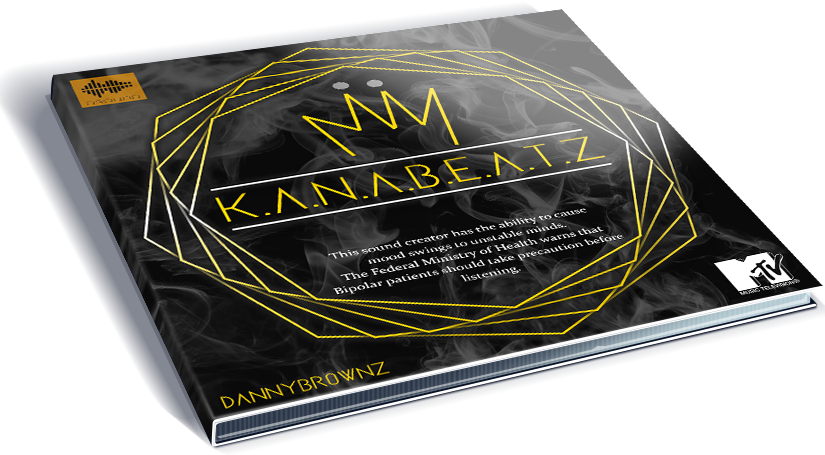 K.A.N.A.B.E.A.T.Z
This sound creator has the ability to cause
mood swings to unstable minds.
The Federal Ministry of Health warns that
Bipolar patients should take precaution before
listening.
MTV
MUSIC TELEVISION®
DANNYBROWNZ